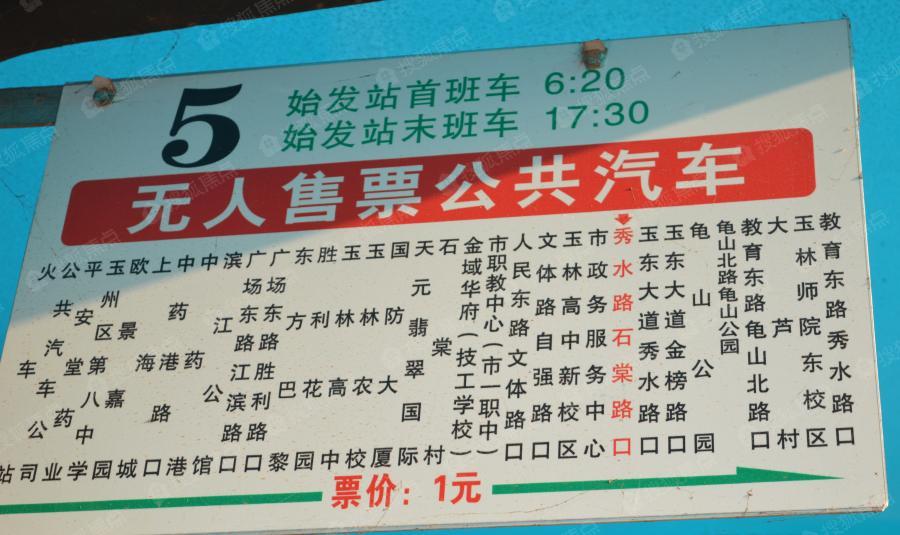 5
始发站首班车 6:20
始发站末班车 17:30
无人售票公共汽车
火车站
公共汽车公司
平安堂药业
玉州区第八中学
欧景嘉园
上海城
中药港路口
中药港
滨江公馆
广场东路江滨路口
广场东路胜利路口
东方巴黎
胜利花园
玉林高中
玉林农校
国防大厦
天元翡翠国际
石棠村
金域华府(技工学校)
市职教中心(市一职中)
人民东路文体路口
文体路自强路口
玉林高中新校区
市政务服务中心
秀水路石棠路口
玉东大道秀水路口
玉东大道金榜路口
龟山公园
龟山北路龟山公园
教育东路龟山北路口
大芦村
玉林师院东校区
教育东路秀水路口
票价：1元